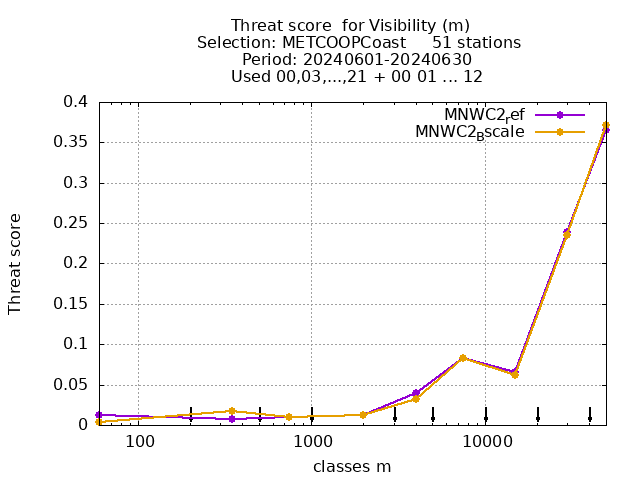 Threat score  for Visibility (m)
Selection: METCOOPCoast     51 stations
Period: 20240601-20240630
Used 00,03,...,21 + 00 01 ... 12
MNWC2ref
MNWC2Bscale
0.4
0.35
0.3
0.25
0.2
0.15
0.1
0.05
0
Threat score
100 1000 10000
classes m